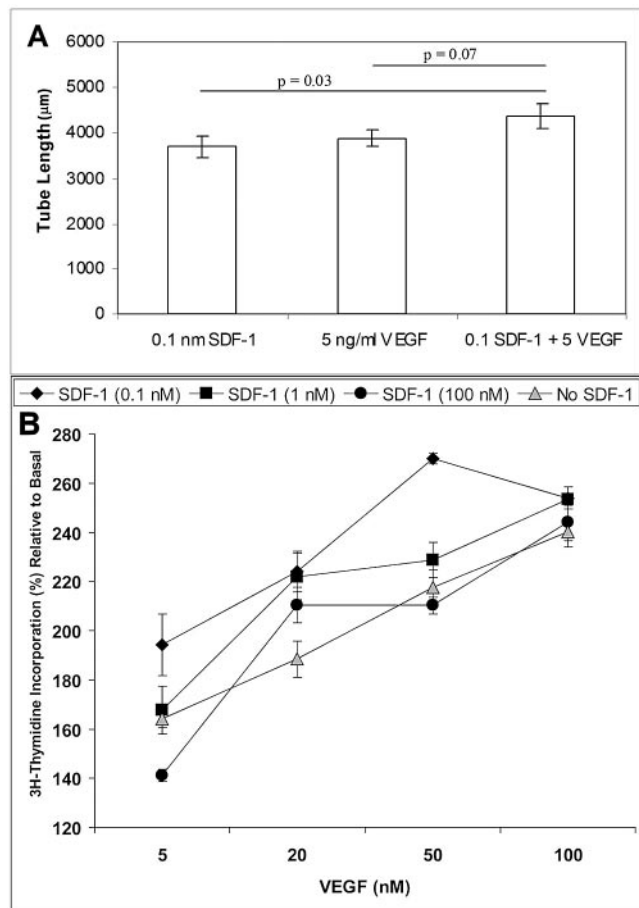 A
6000
5000
4000
3000
2000
1000
0
Tube Length (µm)
p = 0.07
p = 0.03
0.1 nm SDF-1 5 ng/ml VEGF 0.1 SDF-1 + 5 VEGF
SDF-1 (0.1 nM) SDF-1 (1 nM) SDF-1 (100 nM) No SDF-1
B
280
260
240
220
200
180
160
140
120
3H-Thymidine Incorporation (%) Relative to Basal
5 20 50 100
VEGF (nM)